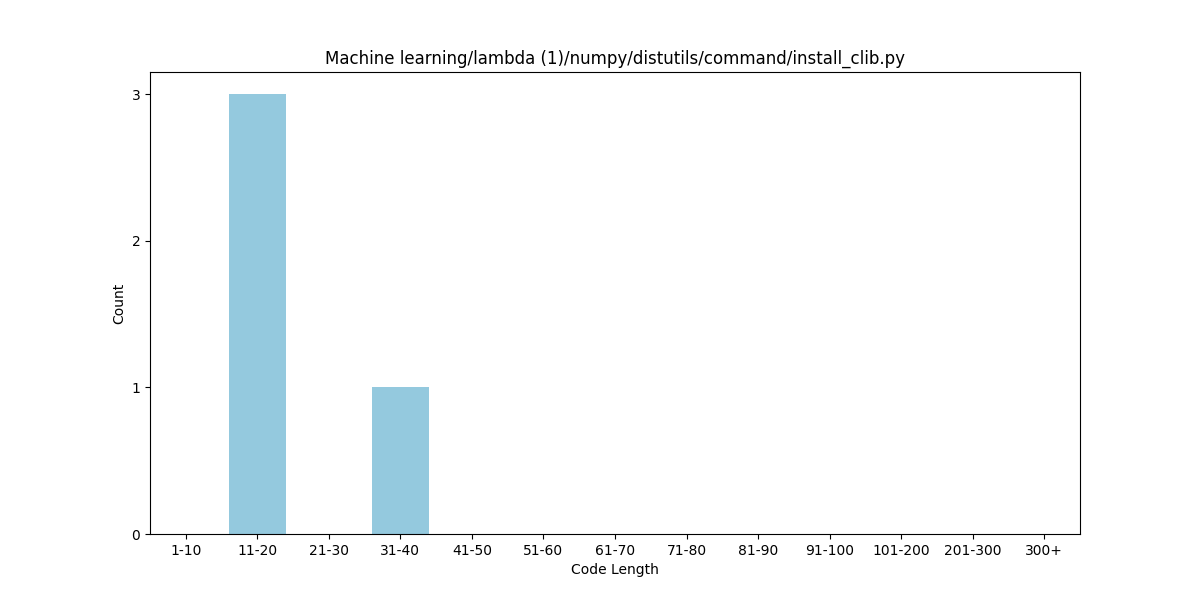 Machine learning/lambda (1)/numpy/distutils/command/install_clib.py
3
2
1
0
Count
1-10 11-20 21-30 31-40 41-50 51-60 61-70 71-80 81-90 91-100 101-200 201-300 300+
Code Length